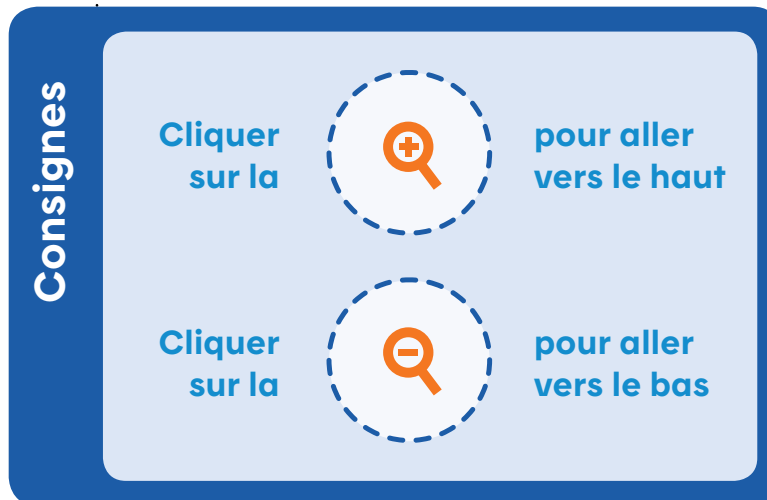 Consignes
Cliquer
sur la
pour aller
vers le haut
Cliquer
sur la
pour aller
vers le bas